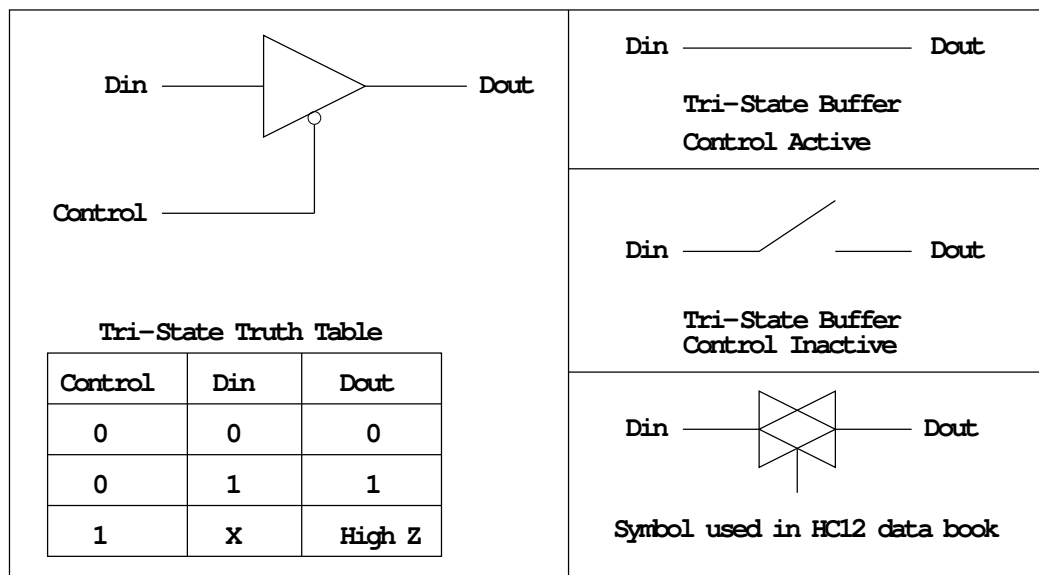 Din Dout
Control
Tri-State Truth Table
Control Din Dout
0 0 0
0 1 1
1 X High Z
Din Dout
Tri-State Buffer
Control Active
Din Dout
Tri-State Buffer
Control Inactive
Din Dout
Symbol used in HC12 data book